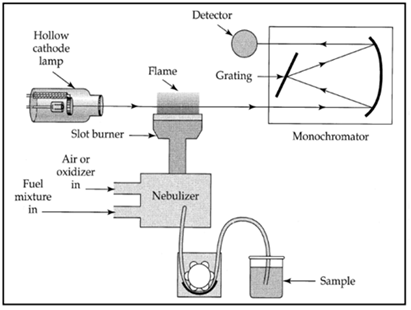 Detector
Hollow
cathode
lamp
Flame
Grating
Slot burner
Monochromator
Air or
oxidizer
in
Fuel
mixture
in
Nebulizer
Sample